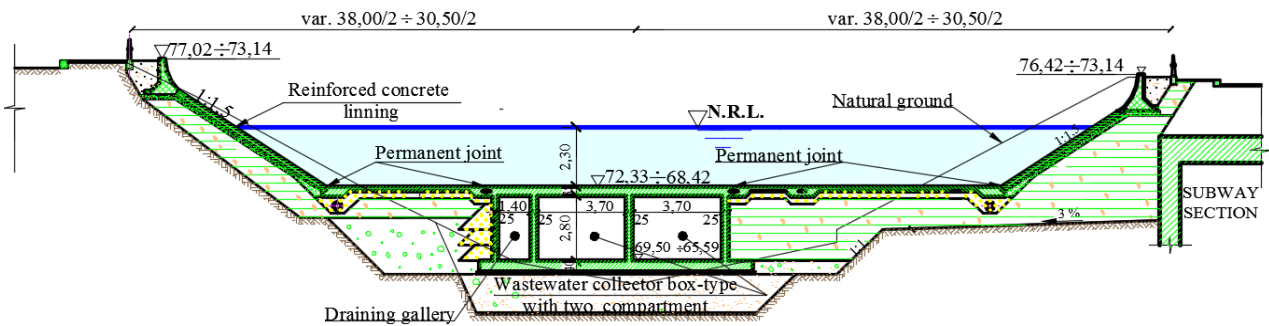 var. 38,00/2 ÷ 30,50/2
var. 38,00/2 ÷ 30,50/2
77,02÷73,14
76,42÷73,14
1:1,5
Reinforced concrete
linning
N.R.L.
Natural ground
Permanent joint
2,30
Permanent joint
72,33÷68,42
1,40
3,70
3,70
25
25
25
25
2,80
69,50 ÷65,59
3%
1:1
SUBWAY
SECTION
Wastewater collector box-type
with two compartment
Draining gallery